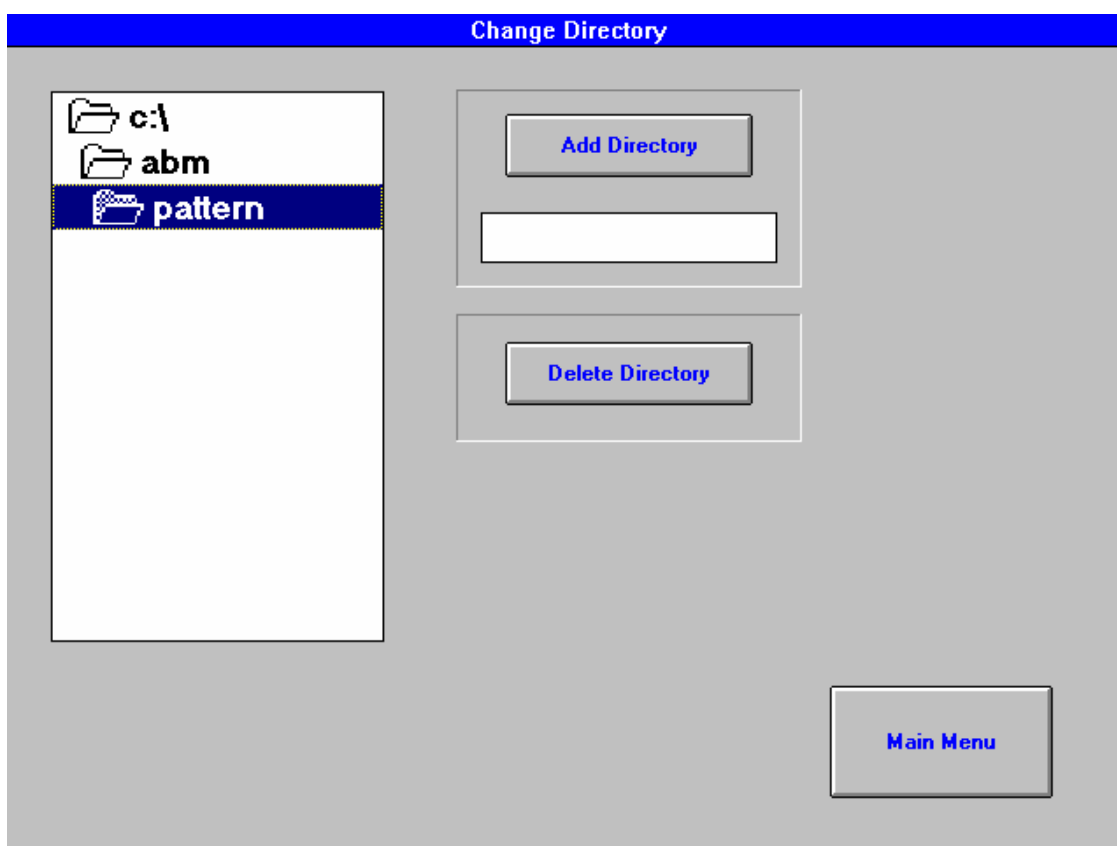 Change Directory
c:\
abm
pattern
Add Directory
Delete Directory
Main Menu